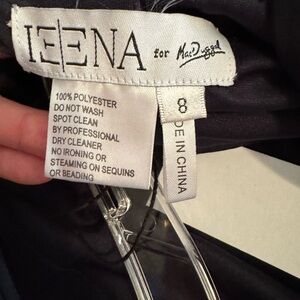 IEENA for Mac Duggal
100% POLYESTER
DO NOT WASH
SPOT CLEAN
BY PROFESSIONAL
DRY CLEANER
NO IRONING OR
STEAMING ON SEQUINS
OR BEADING
8
DE IN CHINA